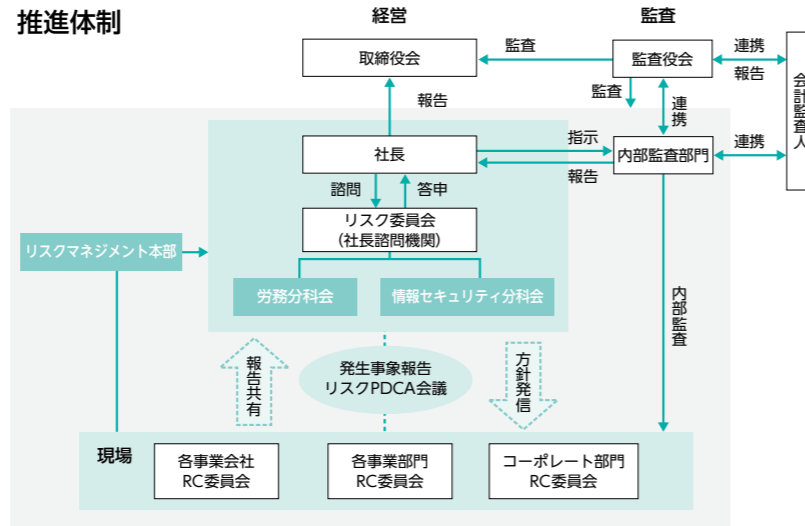 推進体制
経営
監査
取締役会
監査
監査役会
連携
報告
会計監査人
報告
監査
連携
社長
指示
報告
内部監査部門
連携
諮問
答申
リスク委員会
(社長諮問機関)
リスクマネジメント本部
労務分科会
情報セキュリティ分科会
内部監査
報告共有
発生事象報告
リスクPDCA会議
方針発信
現場
各事業会社
RC委員会
各事業部門
RC委員会
コーポレート部門
RC委員会